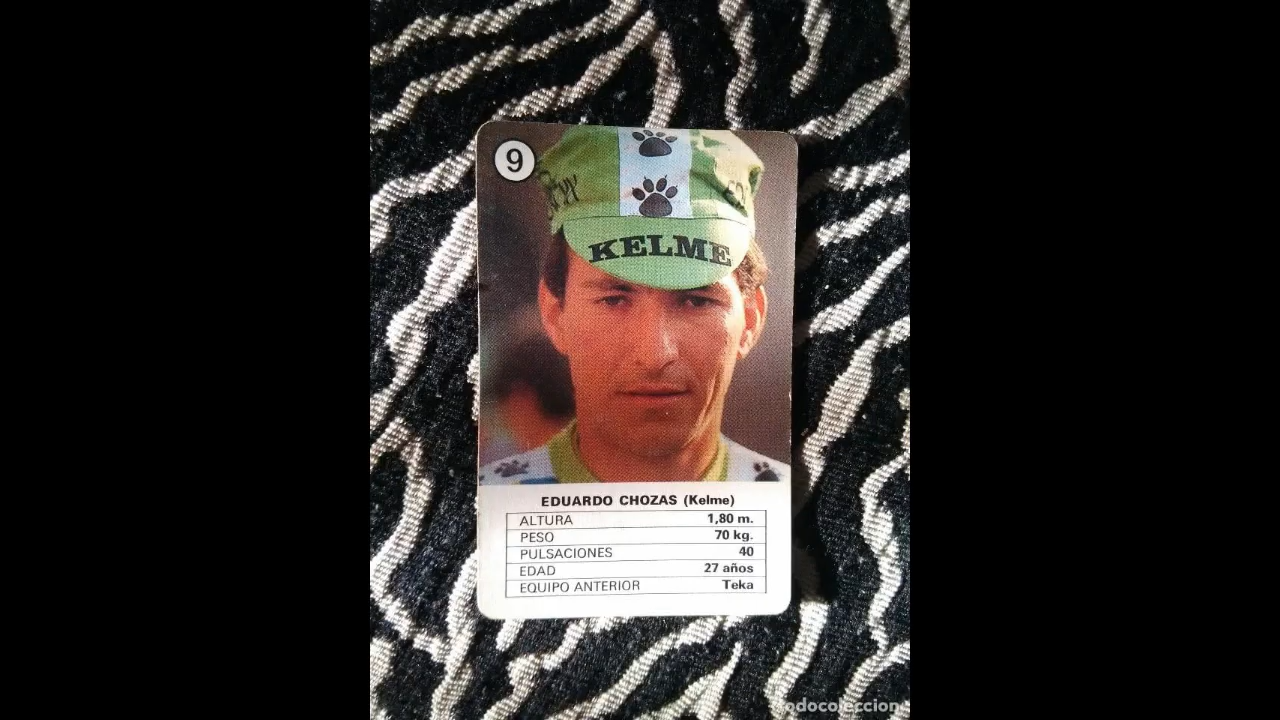 9
KELME
EDUARDO CHOZAS (Kelme)
ALTURA 1,80 m.
PESO 70 kg.
PULSACIONES 40
EDAD 27 años
EQUIPO ANTERIOR Teka